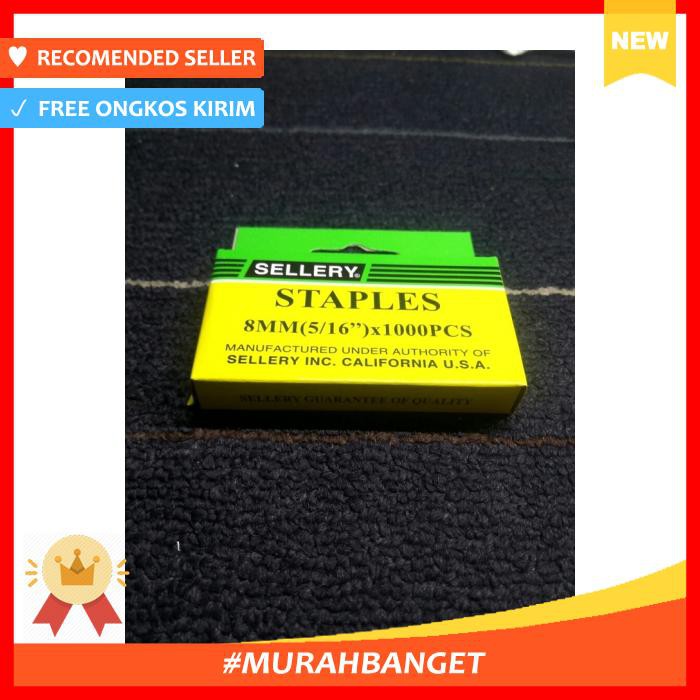 NEW
♥ RECOMENDED SELLER
✓ FREE ONGKOS KIRIM
SELLERY®
STAPLES
8MM(5/16”)x1000PCS
MANUFACTURED UNDER AUTHORITY OF
SELLERY INC. CALIFORNIA U.S.A.
SELLERY GUARANTEE OF QUALITY
#MURAHBANGET